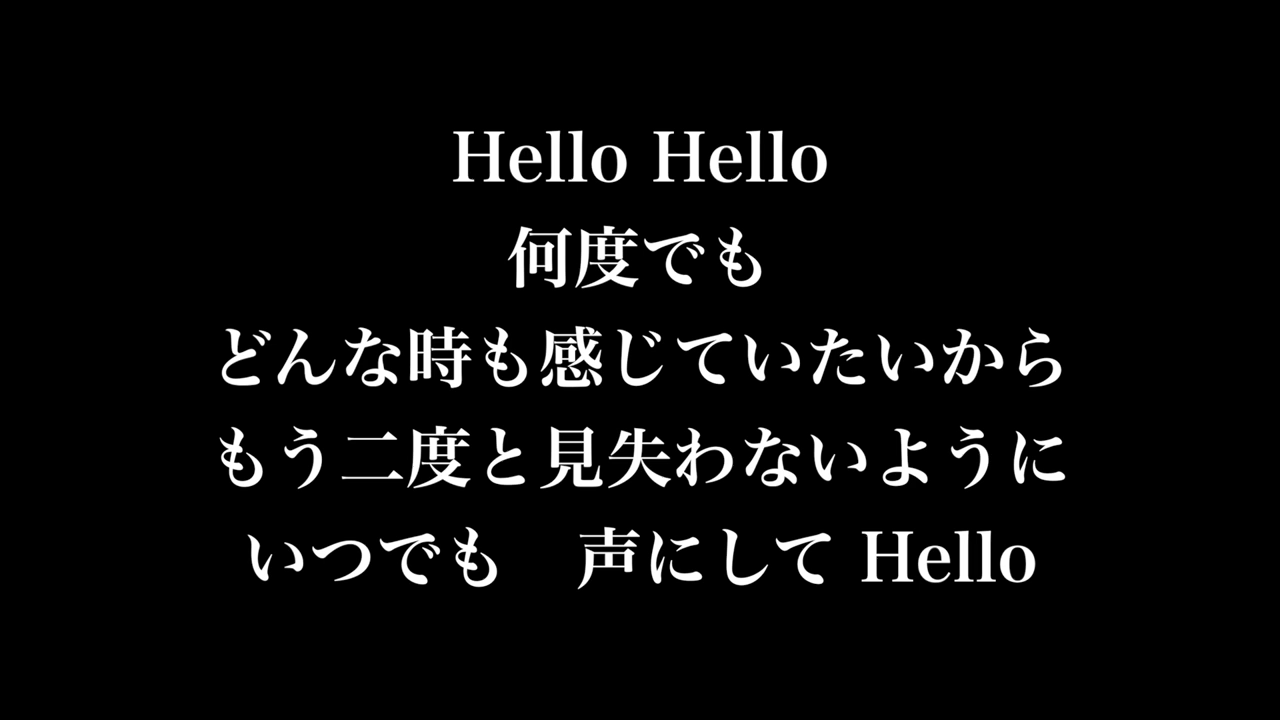 Hello Hello
何度でも
どんな時も感じていたいから
もう二度と見失わないように
いつでも　声にして Hello